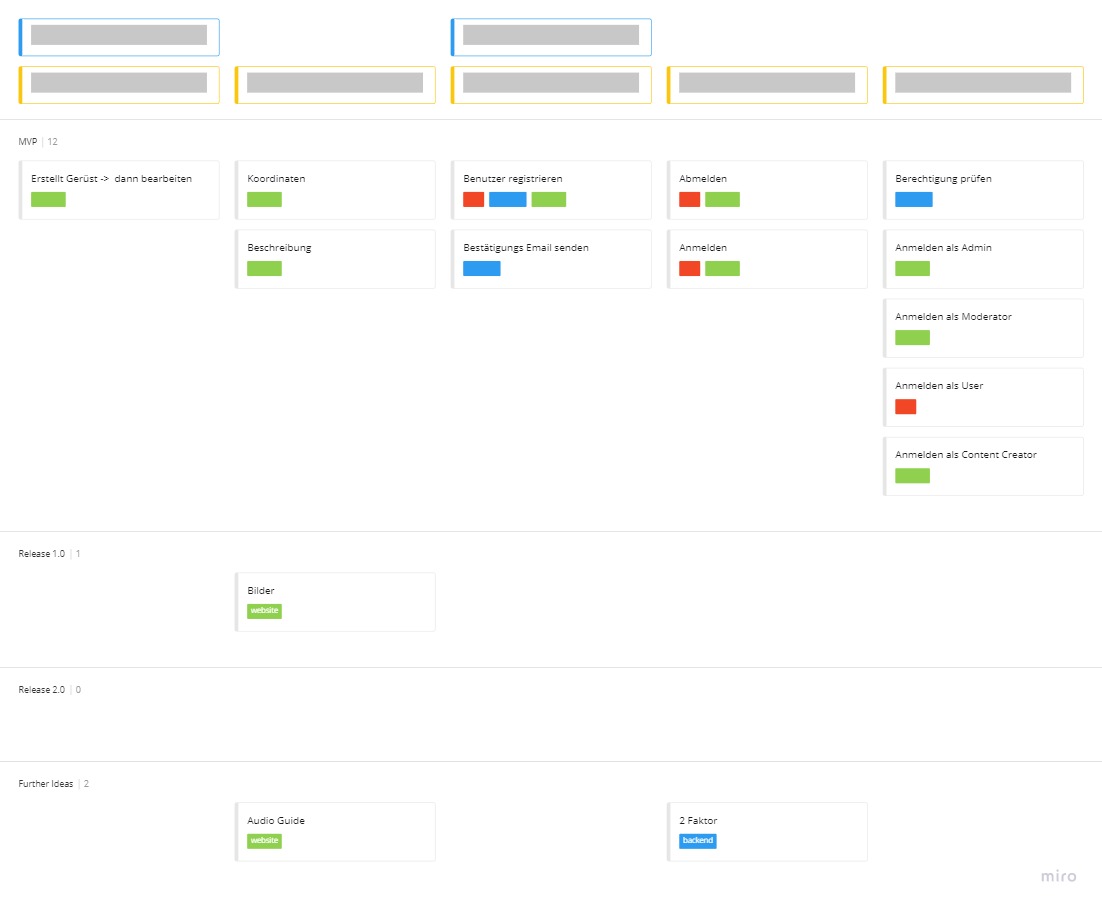 MVP | 12
Erstellt Gerüst -> dann bearbeiten
Koordinaten
Benutzer registrieren
Abmelden
Berechtigung prüfen
Beschreibung
Bestätigungs Email senden
Anmelden
Anmelden als Admin
Anmelden als Moderator
Anmelden als User
Anmelden als Content Creator
Release 1.0 | 1
Bilder
website
Release 2.0 | 0
Further Ideas | 2
Audio Guide
website
2 Faktor
backend
miro